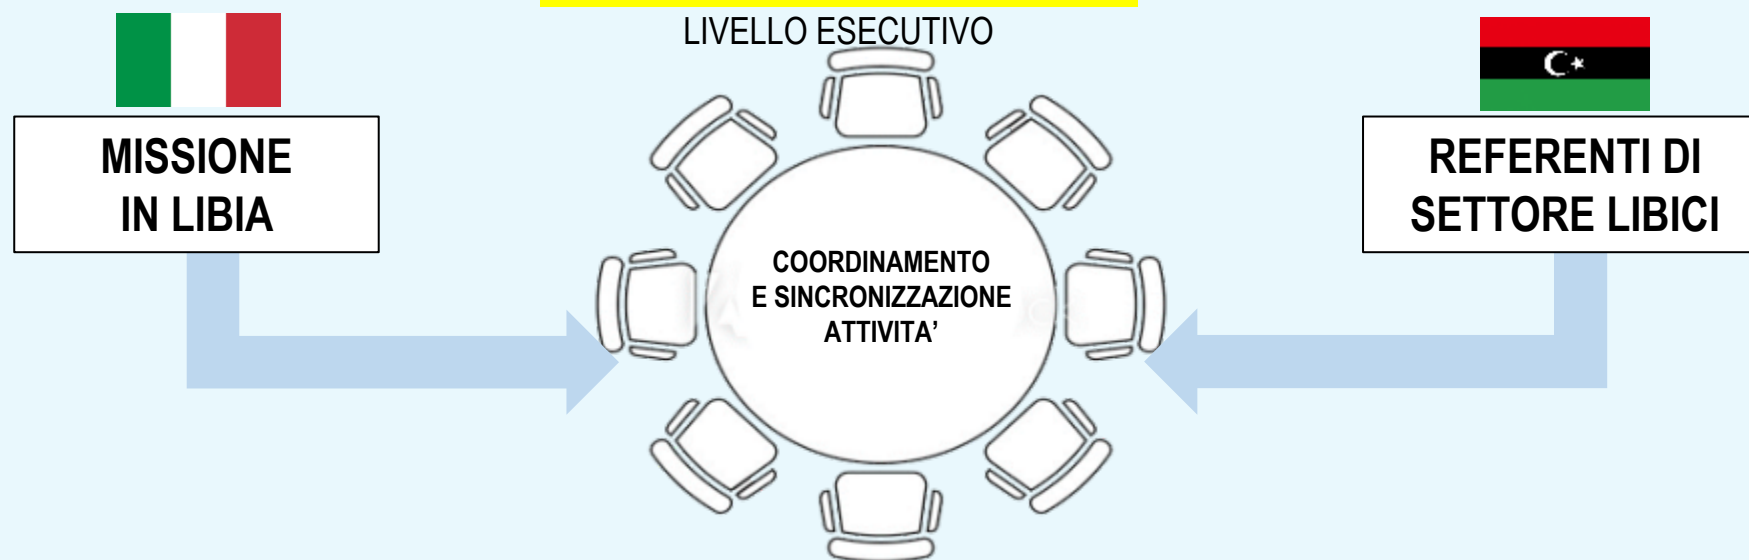 LIVELLO ESECUTIVO
MISSIONE
IN LIBIA
REFERENTI DI
SETTORE LIBICI
COORDINAMENTO
E SINCRONIZZAZIONE
ATTIVITA’